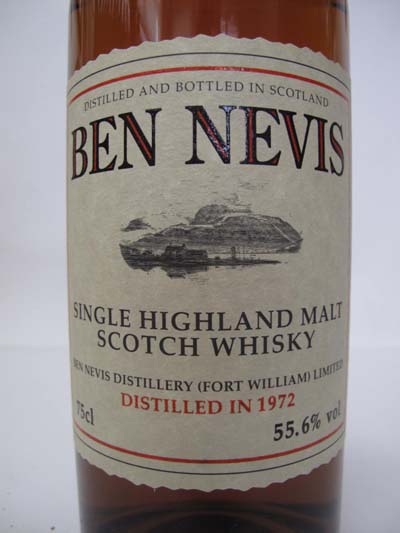 DISTILLED AND BOTTLED IN SCOTLAND
BEN NEVIS
SINGLE HIGHLAND MALT
SCOTCH WHISKY
BEN NEVIS DISTILLERY (FORT WILLIAM) LIMITED
DISTILLED IN 1972
75cl
55.6% vol